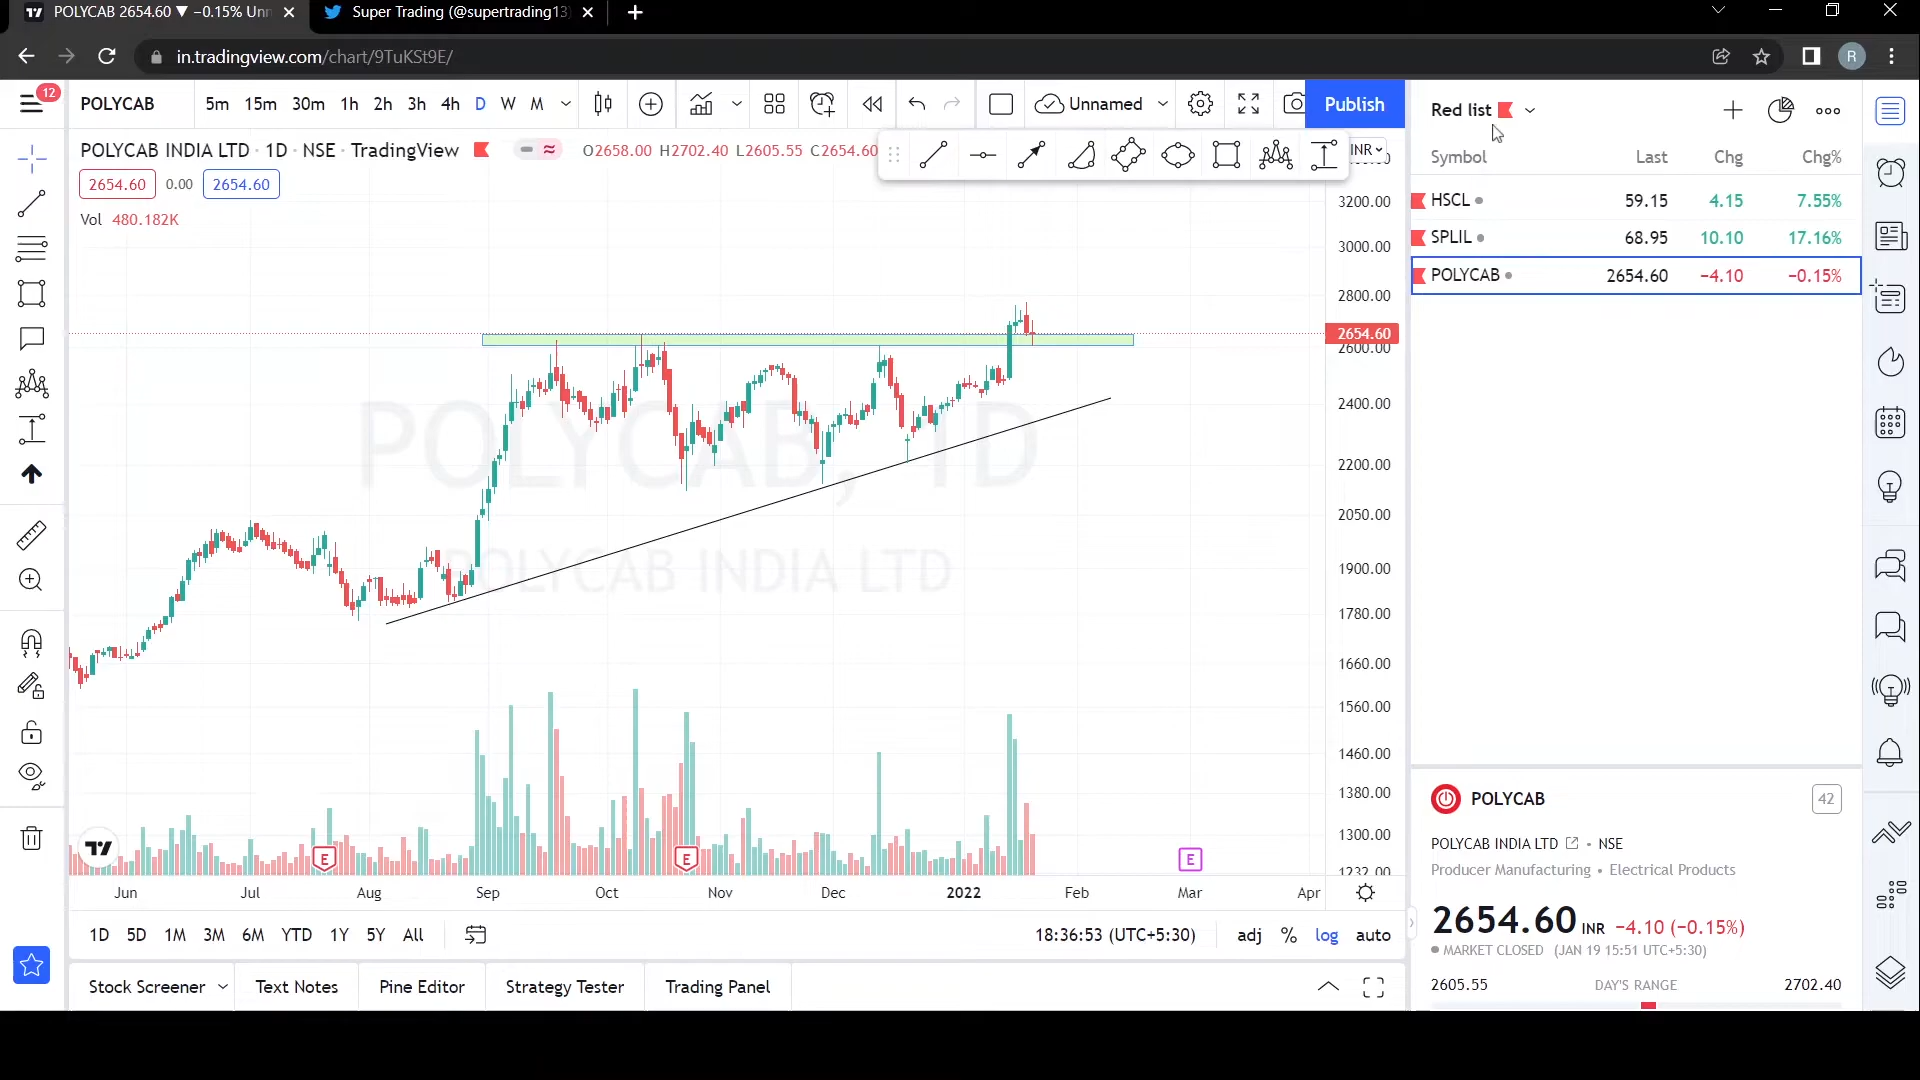 POLYCAB 2654.60 ▼ −0.15% Unn
Super Trading (@supertrading13
in.tradingview.com/chart/9TuKSt9E/
R
12
POLYCAB
5m 15m 30m 1h 2h 3h 4h D W M
Unnamed
Publish
POLYCAB INDIA LTD · 1D · NSE · TradingView
O2658.00 H2702.40 L2605.55 C2654.60
INR
2654.60 0.00 2654.60
Vol 480.182K
3200.00
3000.00
2800.00
2654.60
2600.00
2400.00
2200.00
2050.00
1900.00
1780.00
1660.00
1560.00
1460.00
1380.00
1300.00
1232.00
POLYCAB, 1D
POLYCAB INDIA LTD
E E E
Jun Jul Aug Sep Oct Nov Dec 2022 Feb Mar Apr
1D 5D 1M 3M 6M YTD 1Y 5Y All
18:36:53 (UTC+5:30) adj % log auto
Stock Screener Text Notes Pine Editor Strategy Tester Trading Panel
Red list
Symbol Last Chg Chg%
HSCL 59.15 4.15 7.55%
SPLIL 68.95 10.10 17.16%
POLYCAB 2654.60 −4.10 −0.15%
POLYCAB
42
POLYCAB INDIA LTD • NSE
Producer Manufacturing • Electrical Products
2654.60 INR −4.10 (−0.15%)
MARKET CLOSED (JAN 19 15:51 UTC+5:30)
2605.55 DAY'S RANGE 2702.40